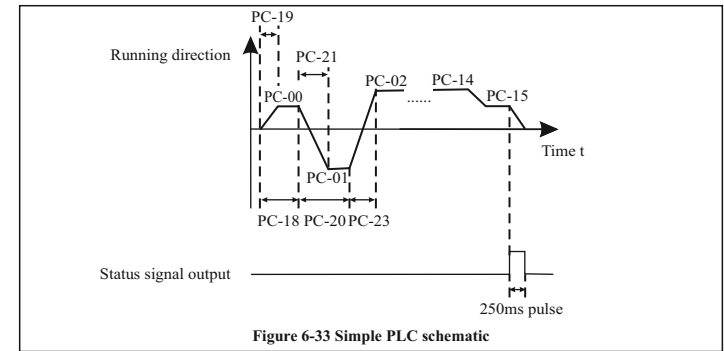 PC-19
Running direction
PC-21
PC-02
PC-14
PC-00
PC-15
Time t
PC-01
PC-18 PC-20 PC-23
Status signal output
250ms pulse
Figure 6-33 Simple PLC schematic